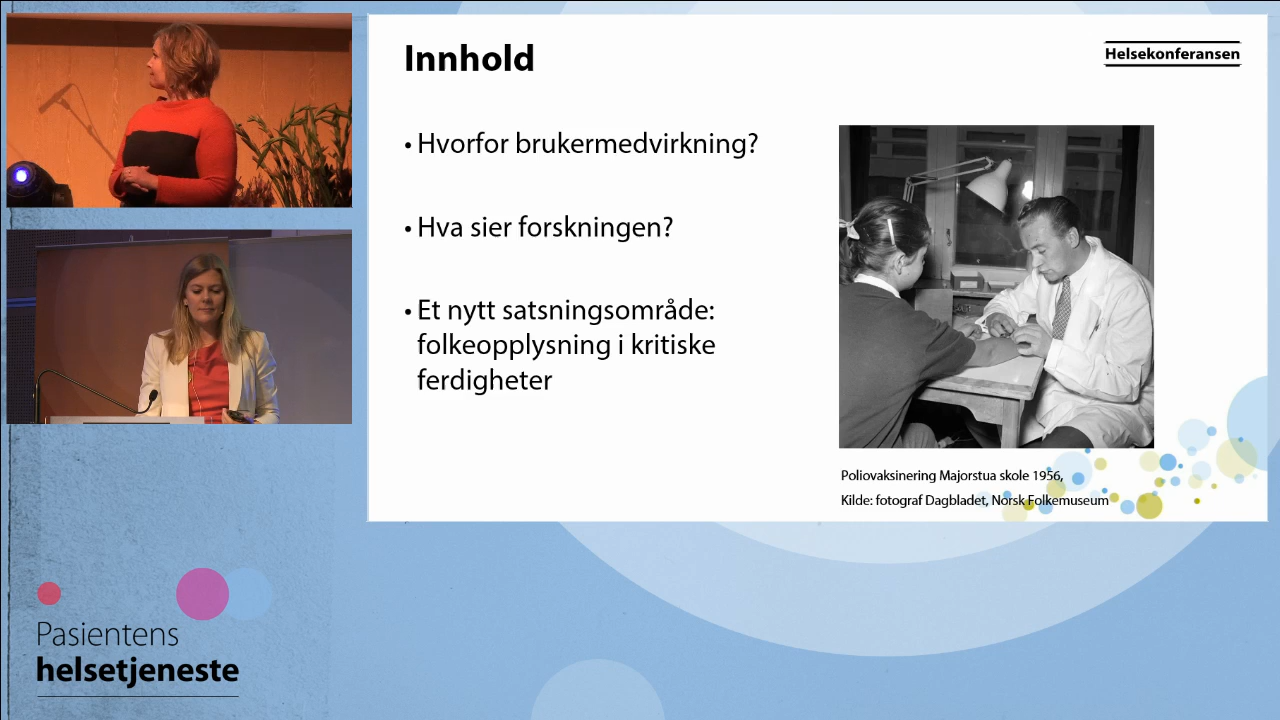 Innhold
Helsekonferansen
• Hvorfor brukermedvirkning?
• Hva sier forskningen?
• Et nytt satsningsområde:
folkeopplysning i kritiske
ferdigheter
Poliovaksinering Majorstua skole 1956,
Kilde: fotograf Dagbladet, Norsk Folkemuseum
Pasientens
helsetjeneste